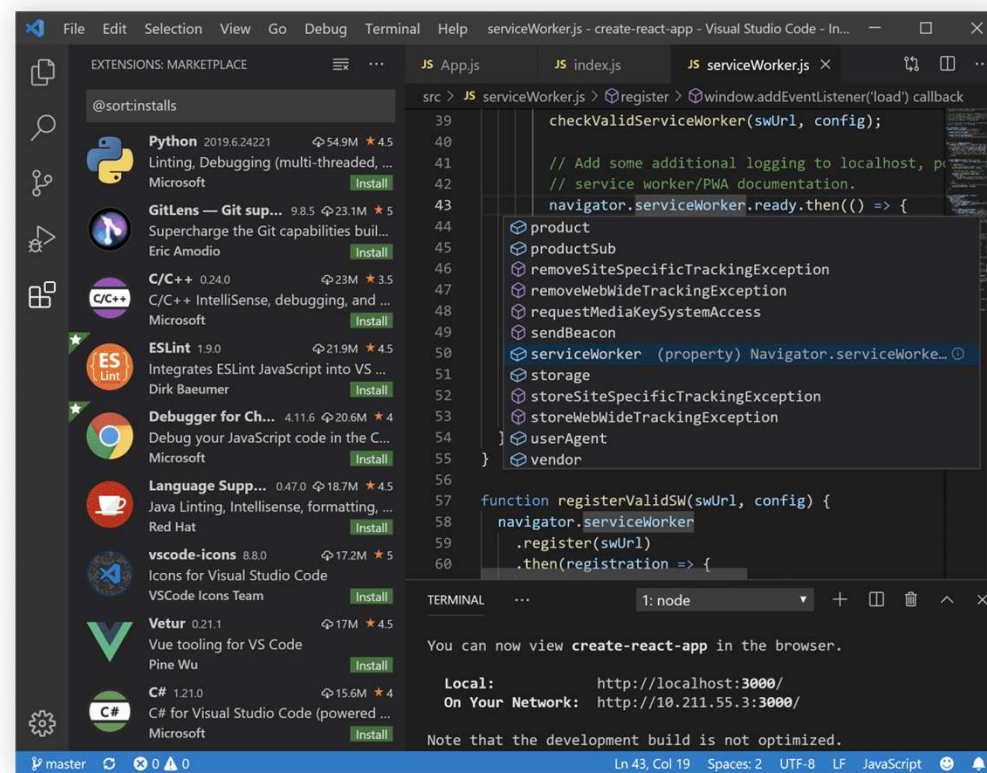 File Edit Selection View Go Debug Terminal Help serviceWorker.js - create-react-app - Visual Studio Code - In...
EXTENSIONS: MARKETPLACE
@sort:installs
Python 2019.6.24221 54.9M ★ 4.5
Linting, Debugging (multi-threaded, ...
Microsoft Install
GitLens — Git sup... 9.8.5 23.1M ★ 5
Supercharge the Git capabilities buil...
Eric Amodio Install
C/C++
C/C++ 0.24.0 23M ★ 3.5
C/C++ IntelliSense, debugging, and ...
Microsoft Install
ES
Lint
ESLint 1.9.0 21.9M ★ 4.5
Integrates ESLint JavaScript into VS ...
Dirk Baeumer Install
Debugger for Ch... 4.11.6 20.6M ★ 4
Debug your JavaScript code in the C...
Microsoft Install
Language Supp... 0.47.0 18.7M ★ 4.5
Java Linting, Intellisense, formatting, ...
Red Hat Install
vscode-icons 8.8.0 17.2M ★ 5
Icons for Visual Studio Code
VSCode Icons Team Install
Vetur 0.21.1 17M ★ 4.5
Vue tooling for VS Code
Pine Wu Install
C#
C# 1.21.0 15.6M ★ 4
C# for Visual Studio Code (powered ...
Microsoft Install
JS App.js JS index.js JS serviceWorker.js ×
src > JS serviceWorker.js > register > window.addEventListener('load') callback
39 checkValidServiceWorker(swUrl, config);
40
41 // Add some additional logging to localhost, po
42 // service worker/PWA documentation.
43 navigator.serviceWorker.ready.then(() => {
44 product
45 productSub
46 removeSiteSpecificTrackingException
47 removeWebWideTrackingException
48 requestMediaKeySystemAccess
49 sendBeacon
50 serviceWorker (property) Navigator.serviceWorke...
51 storage
52 storeSiteSpecificTrackingException
53 storeWebWideTrackingException
54 } userAgent
55 } vendor
56
57 function registerValidSW(swUrl, config) {
58 navigator.serviceWorker
59 .register(swUrl)
60 .then(registration => {
TERMINAL ... 1: node
You can now view create-react-app in the browser.
Local: http://localhost:3000/
On Your Network: http://10.211.55.3:3000/
Note that the development build is not optimized.
master 0 0 Ln 43, Col 19 Spaces: 2 UTF-8 LF JavaScript